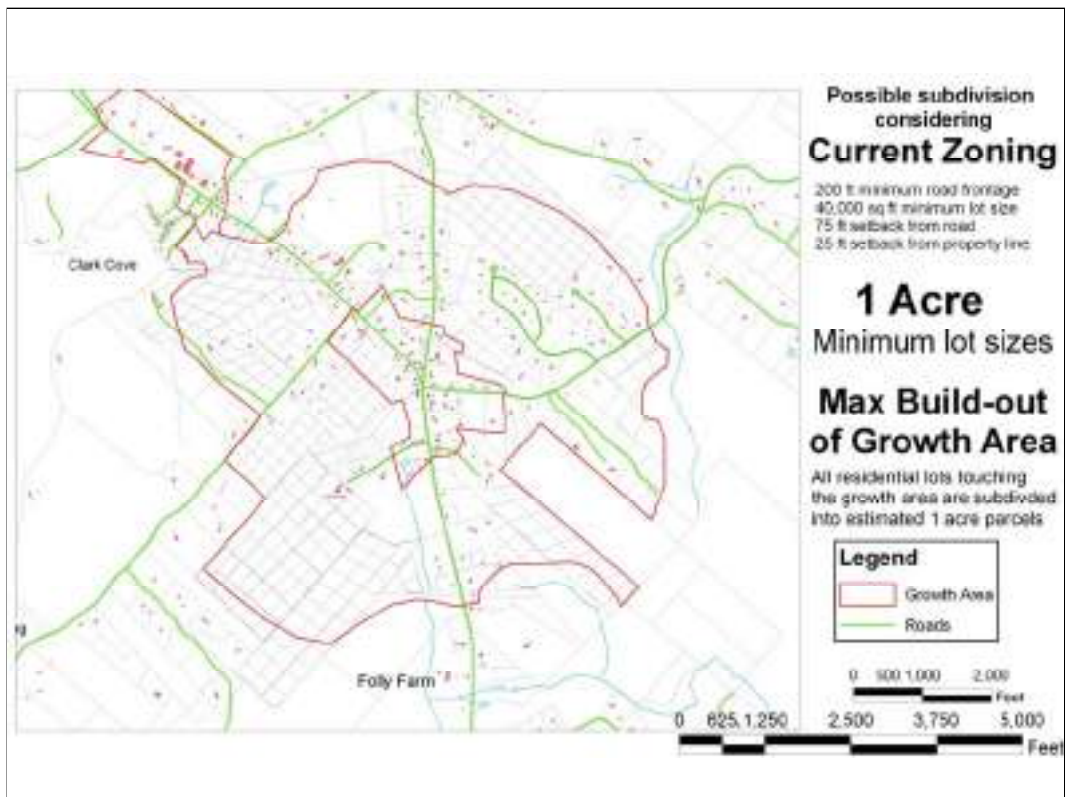 Possible subdivision
considering
Current Zoning
200 ft minimum road frontage
40,000 sq ft minimum lot size
75 ft setback from road
25 ft setback from property line
Clark Cove
1 Acre
Minimum lot sizes
Max Build-out
of Growth Area
All residential lots touching
the growth area are subdivded
into estimated 1 acre parcels
Legend
Growth Area
Roads
Folly Farm
0 500 1,000 2,000
Feet
0 625 1,250 2,500 3,750 5,000
Feet